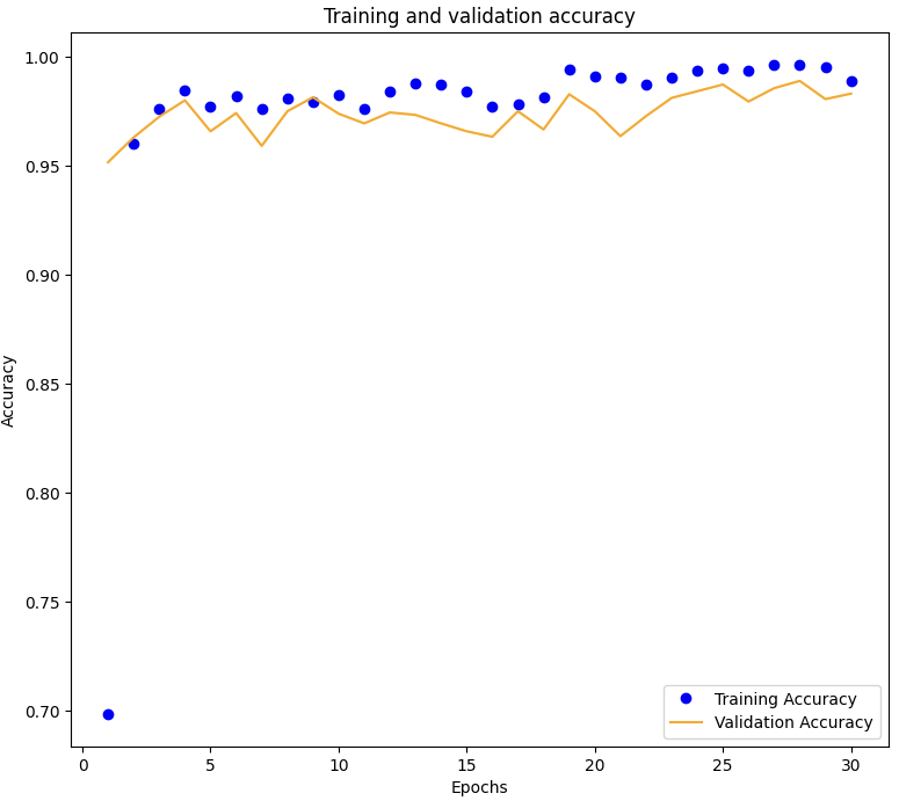 Training and validation accuracy
1.00
0.95
0.90
0.85
0.80
0.75
0.70
Accuracy
Training Accuracy
Validation Accuracy
0 5 10 15 20 25 30
Epochs